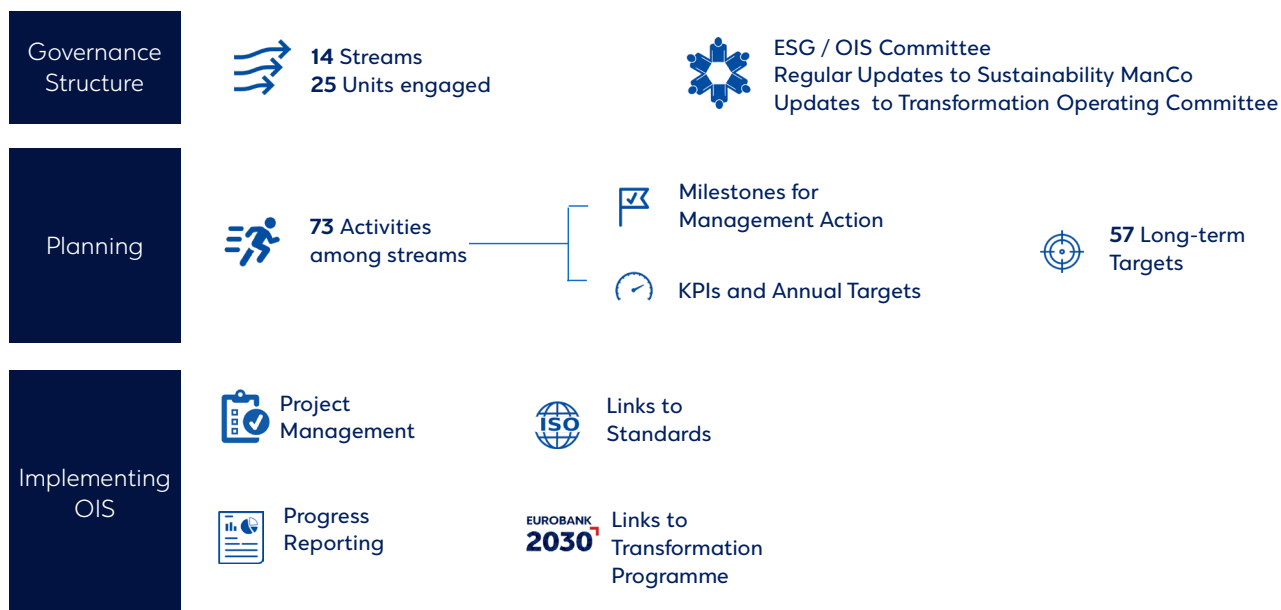 Governance
Structure
14 Streams
25 Units engaged
ESG / OIS Committee
Regular Updates to Sustainability ManCo
Updates to Transformation Operating Committee
Planning
73 Activities
among streams
Milestones for
Management Action
KPIs and Annual Targets
57 Long-term
Targets
Implementing
OIS
Project
Management
ISO
Links to
Standards
Progress
Reporting
EUROBANK
2030
Links to
Transformation
Programme